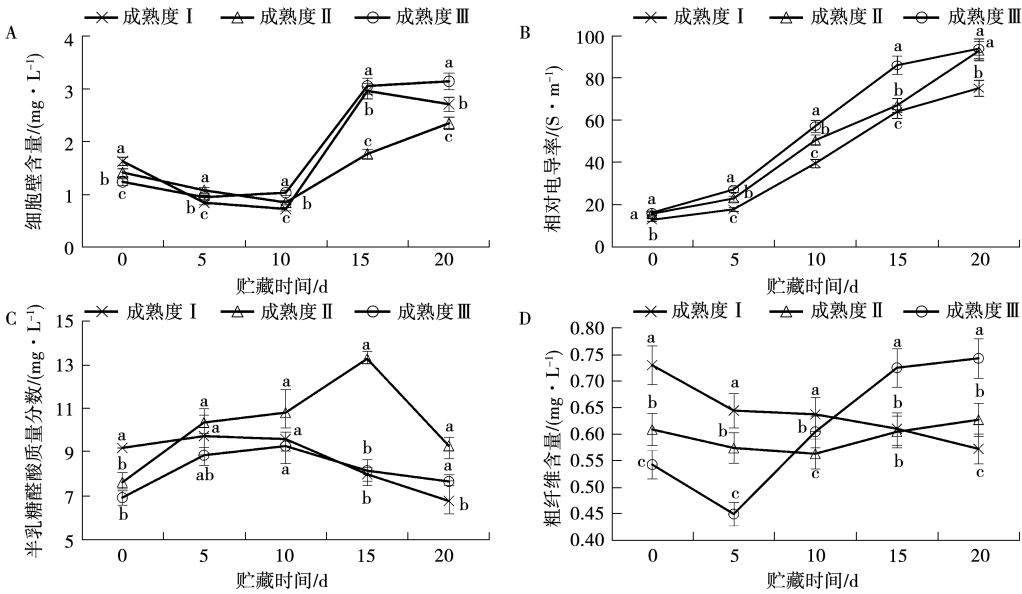 A
成熟度Ⅰ 成熟度Ⅱ 成熟度Ⅲ
细胞壁含量/(mg·L⁻¹)
4
3
2
1
0
a
b
c
a
b
c
a
b
c
a
b
c
a
b
c
0 5 10 15 20
贮藏时间/d
B
成熟度Ⅰ 成熟度Ⅱ 成熟度Ⅲ
相对电导率/(S·m⁻¹)
100
80
60
40
20
0
a
a
b
a
b
c
a
b
c
a
b
c
a
a
b
0 5 10 15 20
贮藏时间/d
C
成熟度Ⅰ 成熟度Ⅱ 成熟度Ⅲ
半乳糖醛酸质量分数/(mg·L⁻¹)
15
13
11
9
7
5
a
b
b
a
a
ab
a
a
a
a
b
b
a
a
b
0 5 10 15 20
贮藏时间/d
D
成熟度Ⅰ 成熟度Ⅱ 成熟度Ⅲ
粗纤维含量/(mg·L⁻¹)
0.80
0.75
0.70
0.65
0.60
0.55
0.50
0.45
0.40
a
b
c
a
b
c
a
b
c
a
b
b
a
b
c
0 5 10 15 20
贮藏时间/d